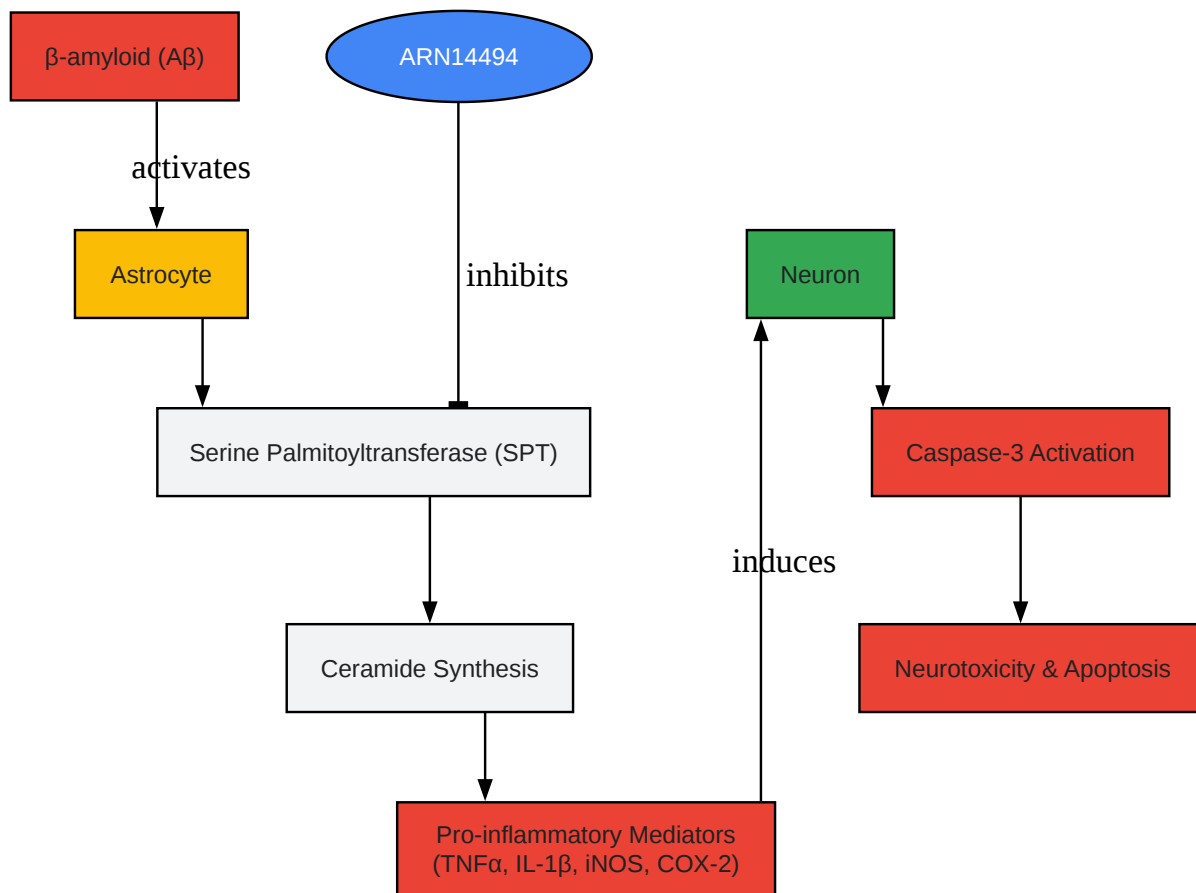 β-amyloid (Aβ)
ARN14494
activates
Astrocyte
inhibits
Neuron
Serine Palmitoyltransferase (SPT)
Caspase-3 Activation
induces
Ceramide Synthesis
Neurotoxicity & Apoptosis
Pro-inflammatory Mediators
(TNFα, IL-1β, iNOS, COX-2)